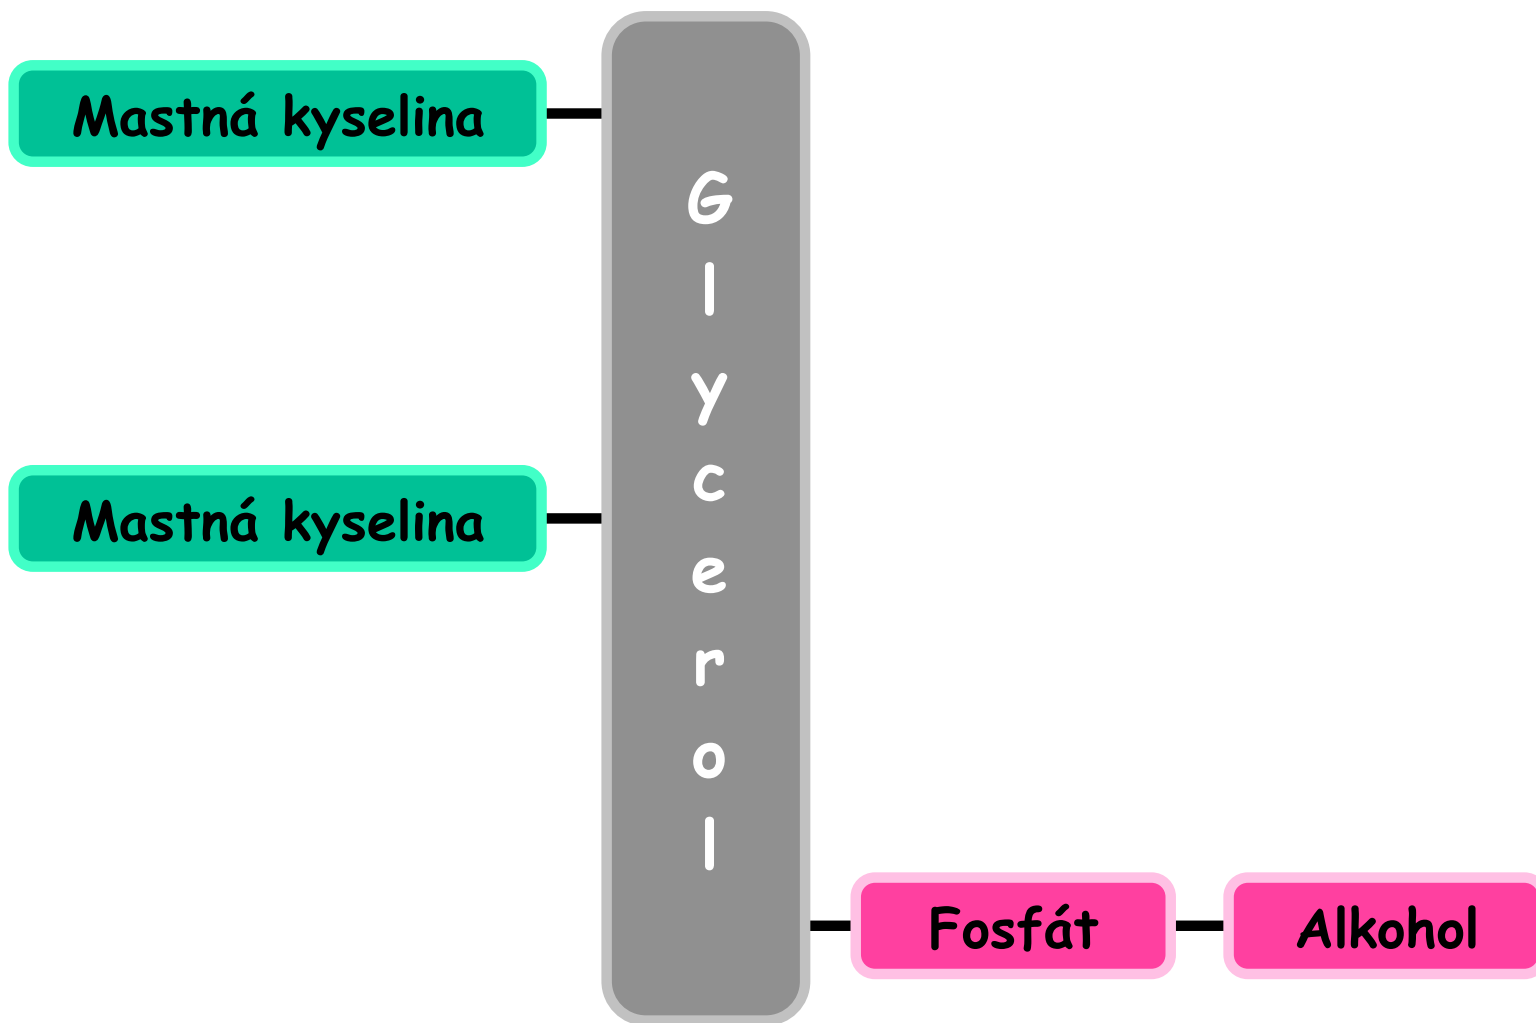 Mastná kyselina
Glycerol
Mastná kyselina
Fosfát
Alkohol